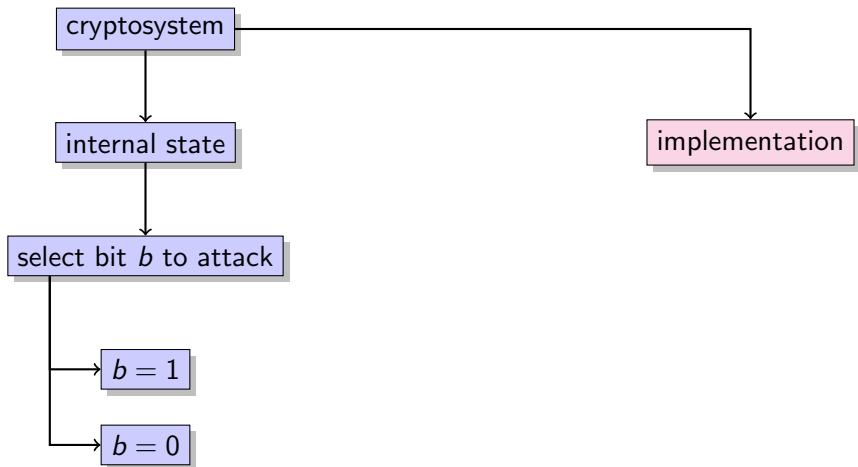 cryptosystem
internal state
implementation
select bit b to attack
b = 1
b = 0